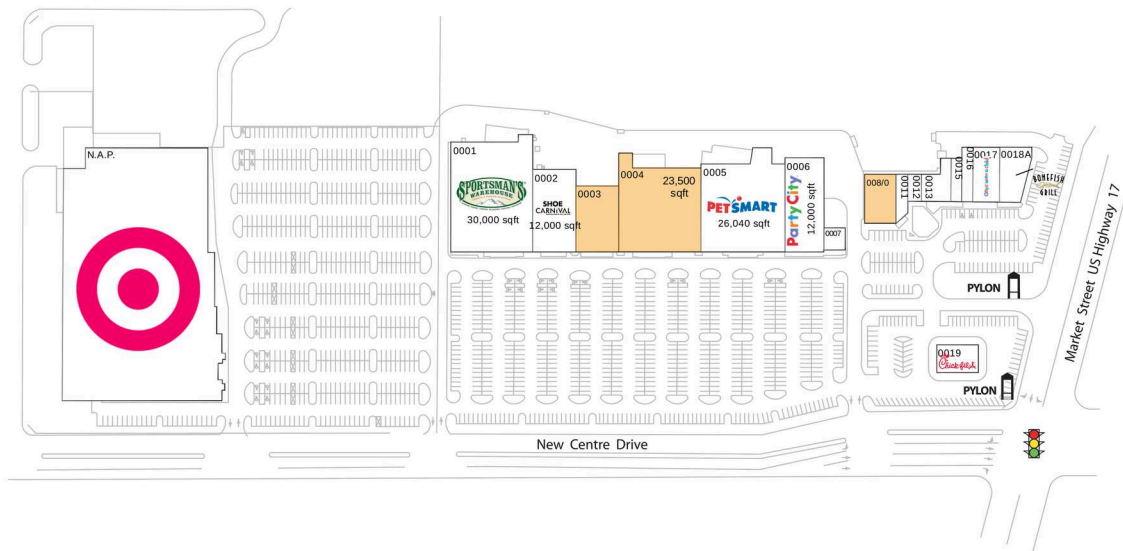 N.A.P.
0001
SPORTSMAN'S
WAREHOUSE
30,000 sqft
0002
SHOE
CARNIVAL
12,000 sqft
0003
0004
23,500
sqft
0005
PETSMART
26,040 sqft
0006
Party City
12,000 sqft
0007
008/0
0011
0012
0013
0015
0016
0017
0018A
BONEFISH
GRILL
PYLON
0019
Chick-fil-A
PYLON
Market Street US Highway 17
New Centre Drive